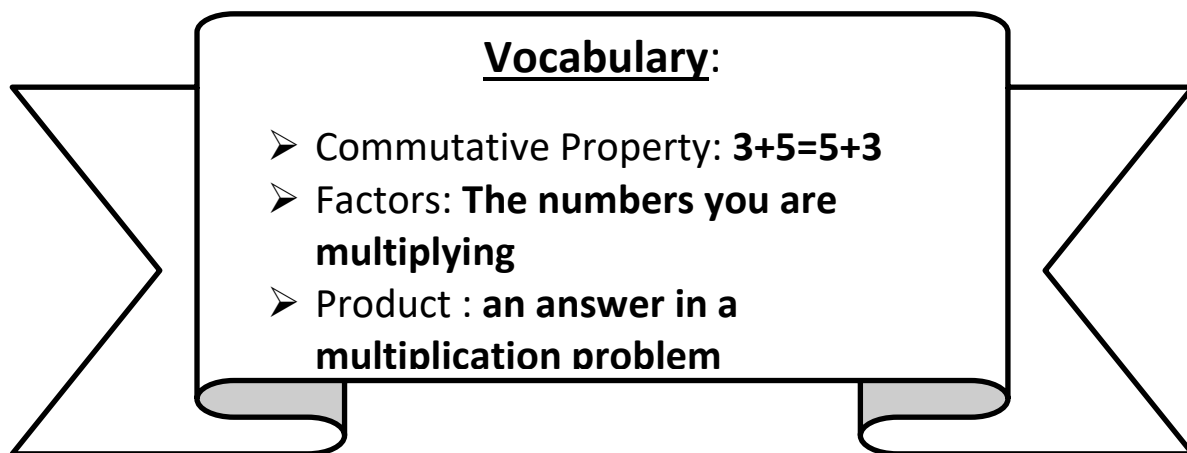 Vocabulary:
➢ Commutative Property: 3+5=5+3
➢ Factors: The numbers you are
multiplying
➢ Product : an answer in a
multiplication problem